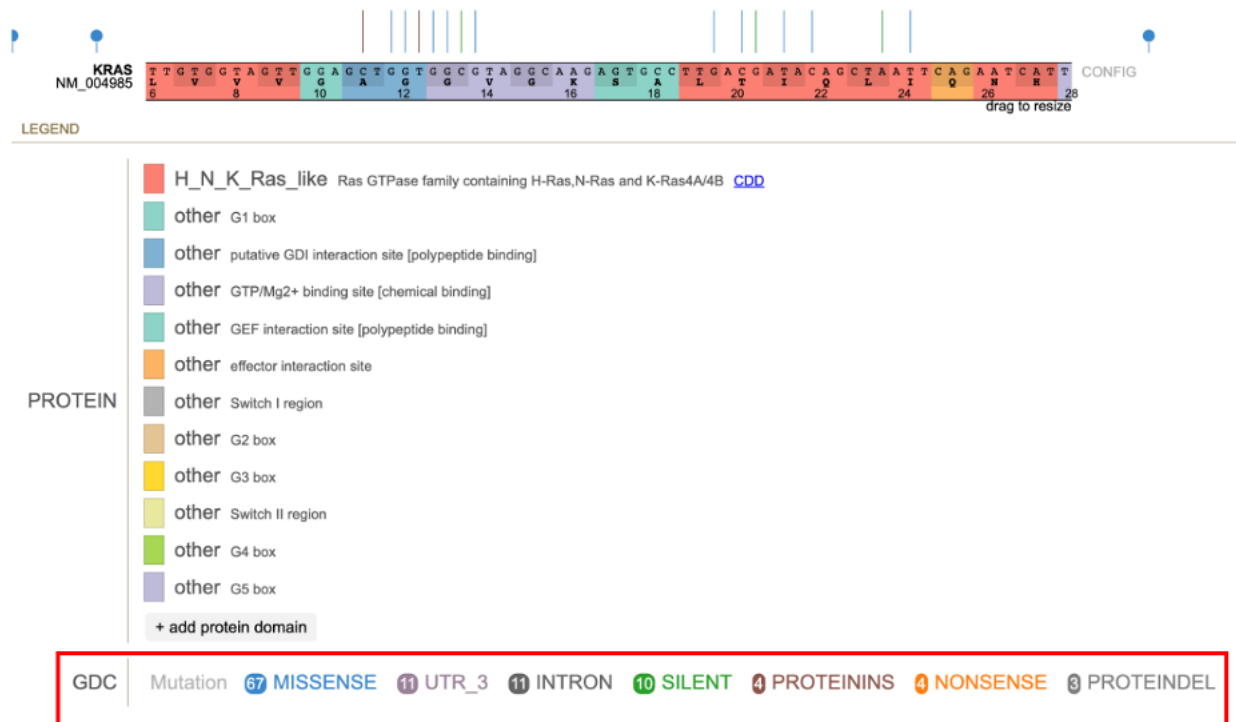 KRAS T T G T G G T A G T T G G A G C T G G T G G C G T A G G C A A G A G T G C C T T G A C G A T A C A G C T A A T T C A G A A T C A T T CONFIG
NM_004985 L V V V G A G G V G K S A L T I Q L I Q N H
6 8 10 12 14 16 18 20 22 24 26 28
drag to resize
LEGEND
H_N_K_Ras_like Ras GTPase family containing H-Ras,N-Ras and K-Ras4A/4B CDD
other G1 box
other putative GDI interaction site [polypeptide binding]
other GTP/Mg2+ binding site [chemical binding]
other GEF interaction site [polypeptide binding]
other effector interaction site
PROTEIN other Switch I region
other G2 box
other G3 box
other Switch II region
other G4 box
other G5 box
+ add protein domain
GDC Mutation 67 MISSENSE 11 UTR_3 11 INTRON 10 SILENT 4 PROTEININS 4 NONSENSE 3 PROTEINDEL